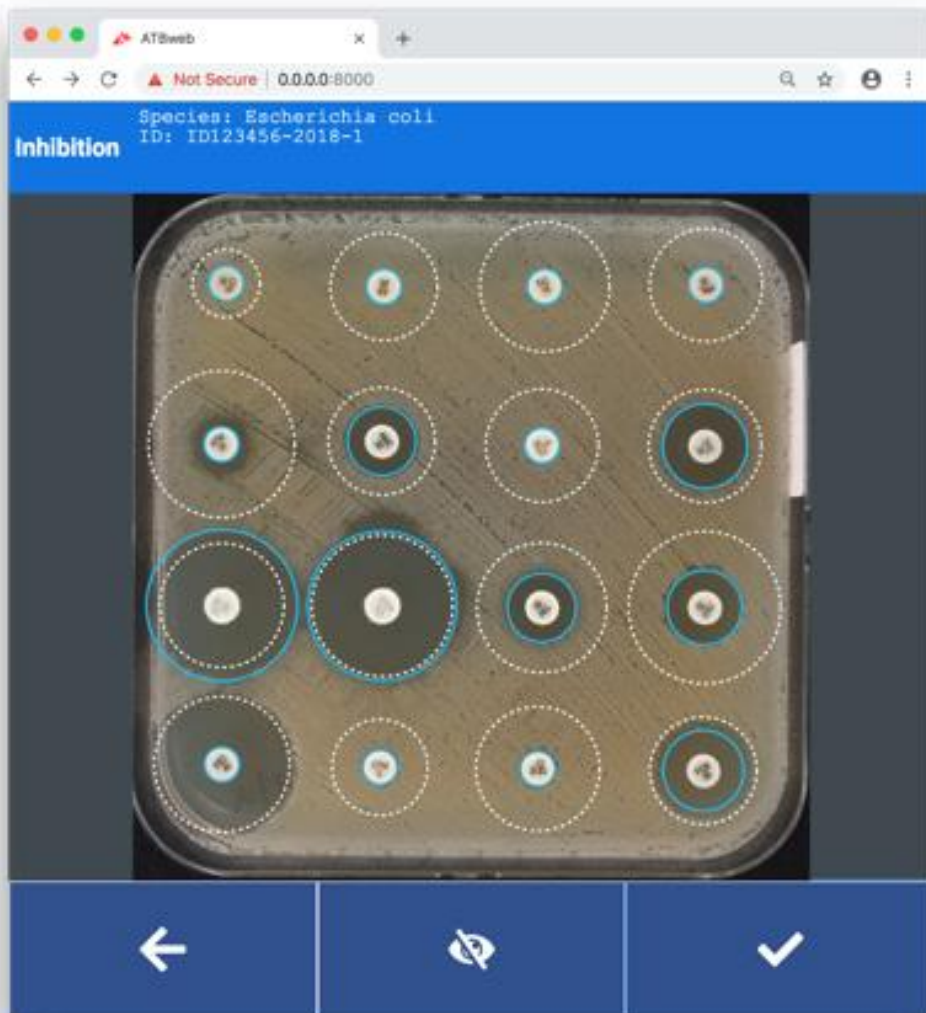 ATBweb
Not Secure | 0.0.0.0:8000
Species: Escherichia coli
ID: ID123456-2018-1
Inhibition